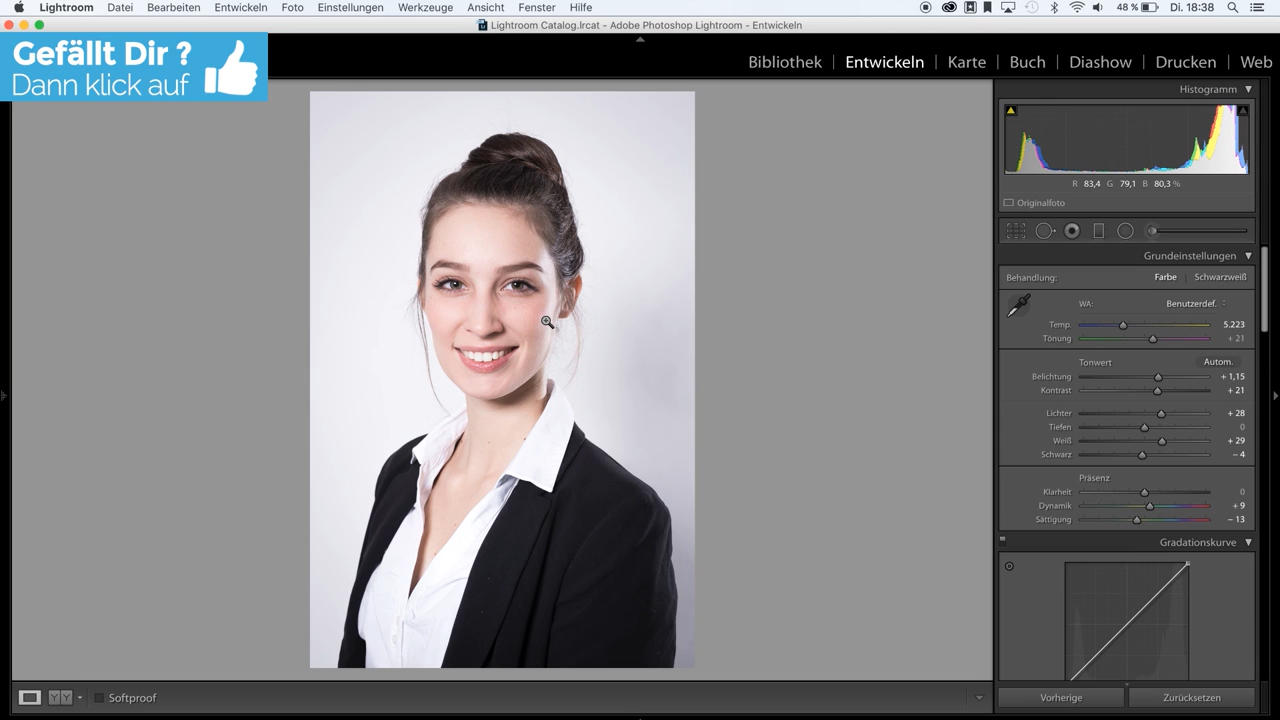 Lightroom Datei Bearbeiten Entwickeln Foto Einstellungen Werkzeuge Ansicht Fenster Hilfe 48 % Di. 18:38
Lightroom Catalog.lrcat - Adobe Photoshop Lightroom - Entwickeln
Gefällt Dir ?
Dann klick auf
Bibliothek | Entwickeln | Karte | Buch | Diashow | Drucken | Web
Histogramm
R 83,4 G 79,1 B 80,3 %
Originalfoto
Grundeinstellungen
Behandlung: Farbe | Schwarzweiß
WA: Benutzerdef.
Temp. 5.223
Tönung + 21
Tonwert Autom.
Belichtung + 1,15
Kontrast + 21
Lichter + 28
Tiefen 0
Weiß + 29
Schwarz − 4
Präsenz
Klarheit 0
Dynamik + 9
Sättigung − 13
Gradationskurve
Softproof
Vorherige Zurücksetzen